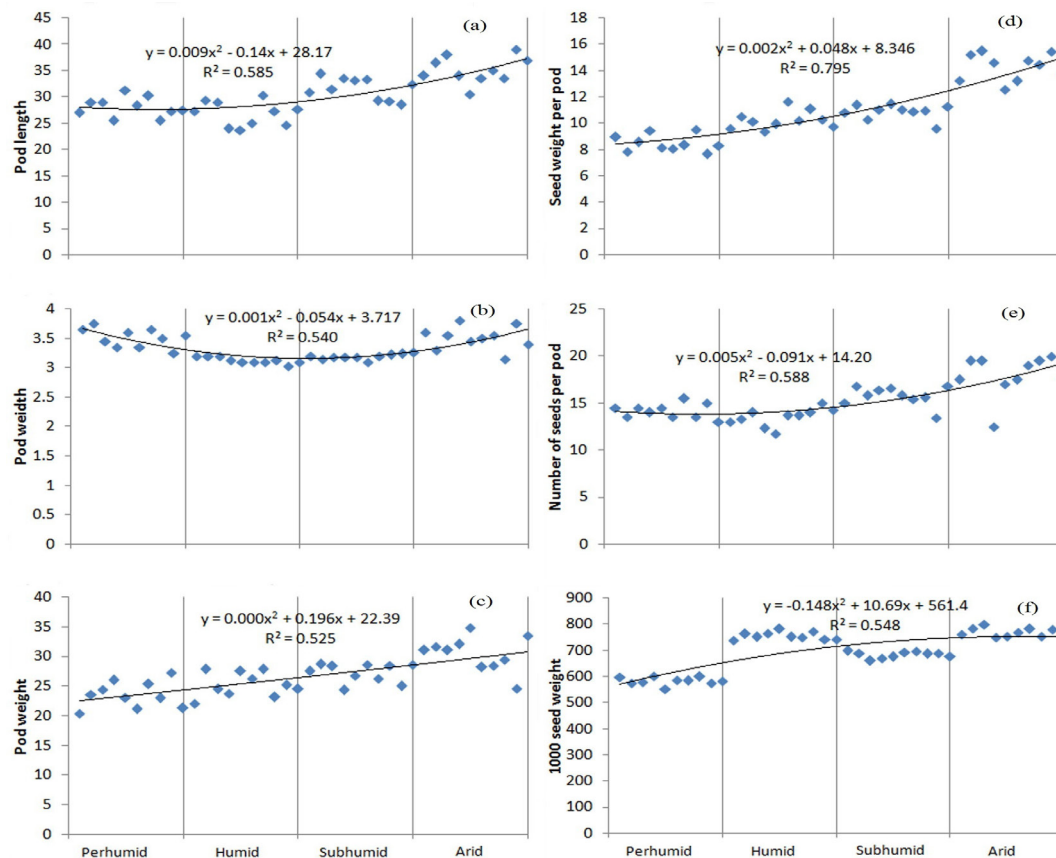 (a)
y = 0.009x² - 0.14x + 28.17
R² = 0.585
Pod length
45
40
35
30
25
20
15
10
5
0
(b)
y = 0.001x² - 0.054x + 3.717
R² = 0.540
Pod weidth
4
3.5
3
2.5
2
1.5
1
0.5
0
(c)
y = 0.000x² + 0.196x + 22.39
R² = 0.525
Pod weight
40
35
30
25
20
15
10
5
0
Perhumid Humid Subhumid Arid
(d)
y = 0.002x² + 0.048x + 8.346
R² = 0.795
Seed weight per pod
18
16
14
12
10
8
6
4
2
0
(e)
y = 0.005x² - 0.091x + 14.20
R² = 0.588
Number of seeds per pod
25
20
15
10
5
0
(f)
y = -0.148x² + 10.69x + 561.4
R² = 0.548
1000 seed weight
900
800
700
600
500
400
300
200
100
0
Perhumid Humid Subhumid Arid